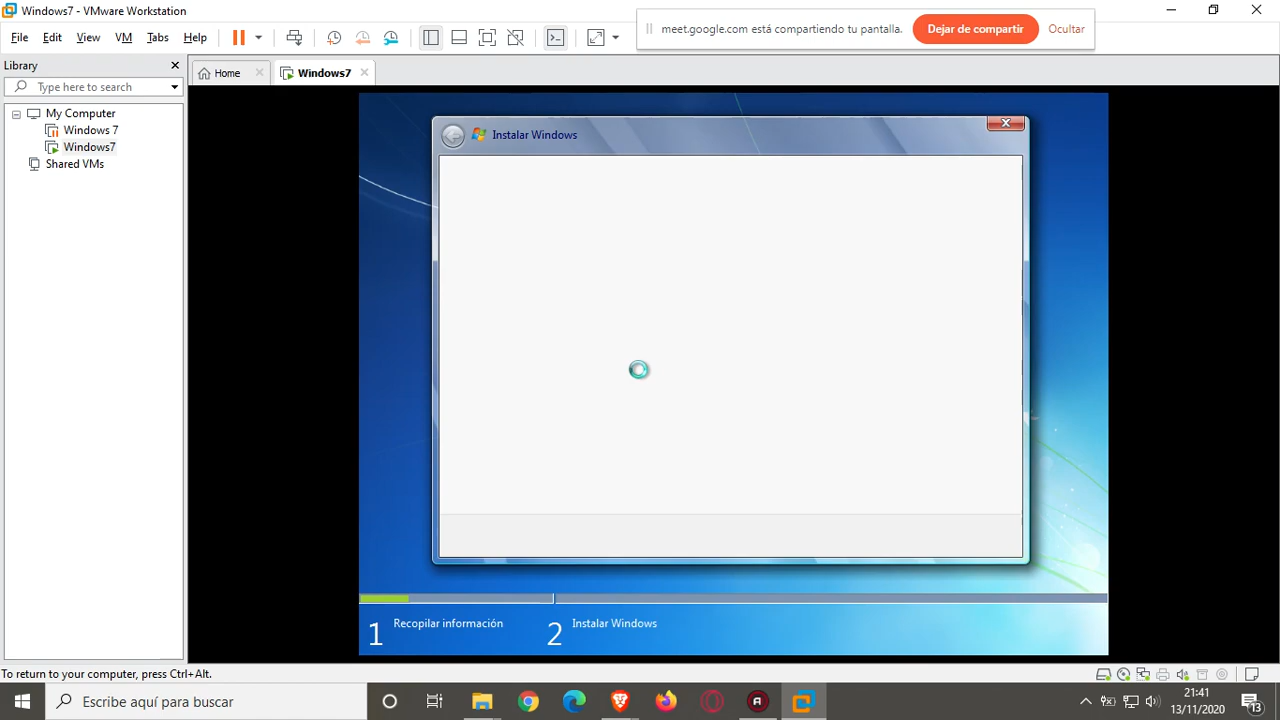 Windows7 - VMware Workstation
meet.google.com está compartiendo tu pantalla.
Dejar de compartir
Ocultar
File Edit View VM Tabs Help
Library
Type here to search
My Computer
Windows 7
Windows7
Shared VMs
Home
Windows7
Instalar Windows
1 Recopilar información
2 Instalar Windows
To return to your computer, press Ctrl+Alt.
Escribe aquí para buscar
21:41
13/11/2020
13